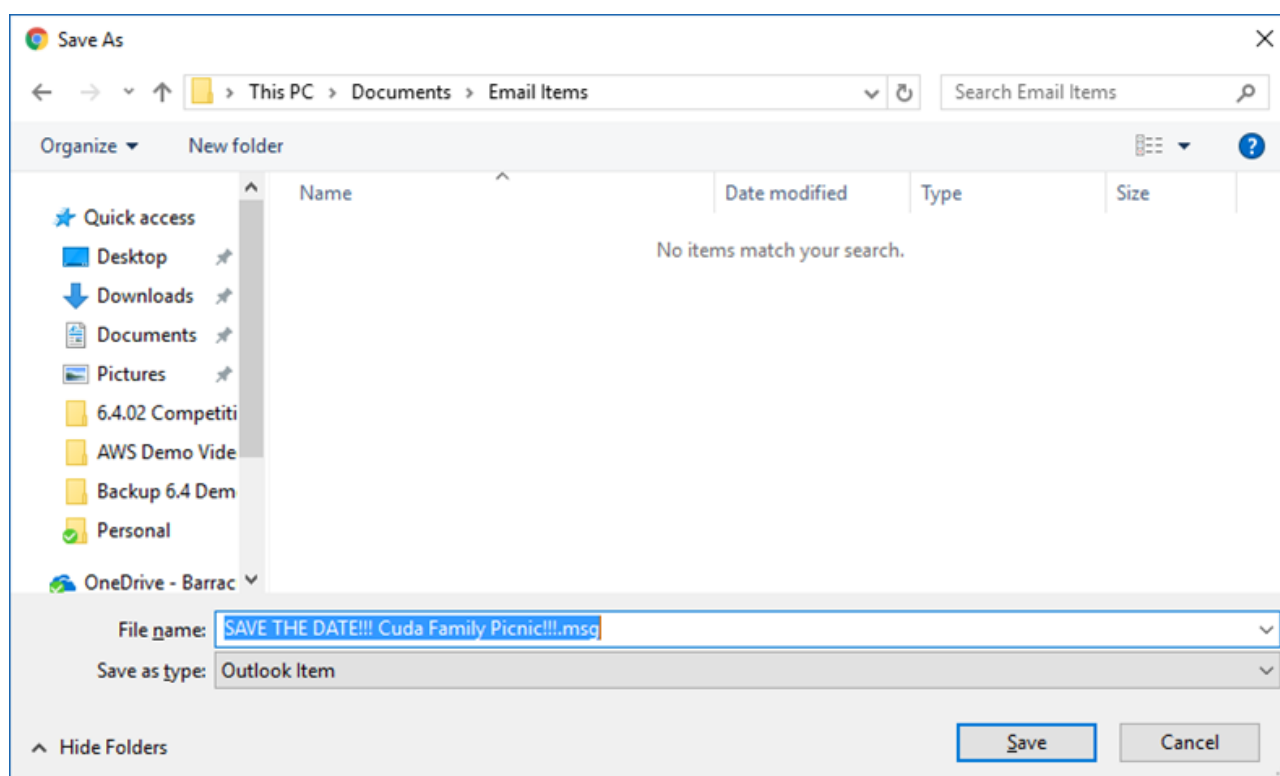 Save As
This PC > Documents > Email Items
Search Email Items
Organize
New folder
Name
Date modified
Type
Size
No items match your search.
Quick access
Desktop
Downloads
Documents
Pictures
6.4.02 Competiti
AWS Demo Vide
Backup 6.4 Dem
Personal
OneDrive - Barrac
File name: SAVE THE DATE!!! Cuda Family Picnic!!!.msg
Save as type: Outlook Item
Hide Folders
Save
Cancel